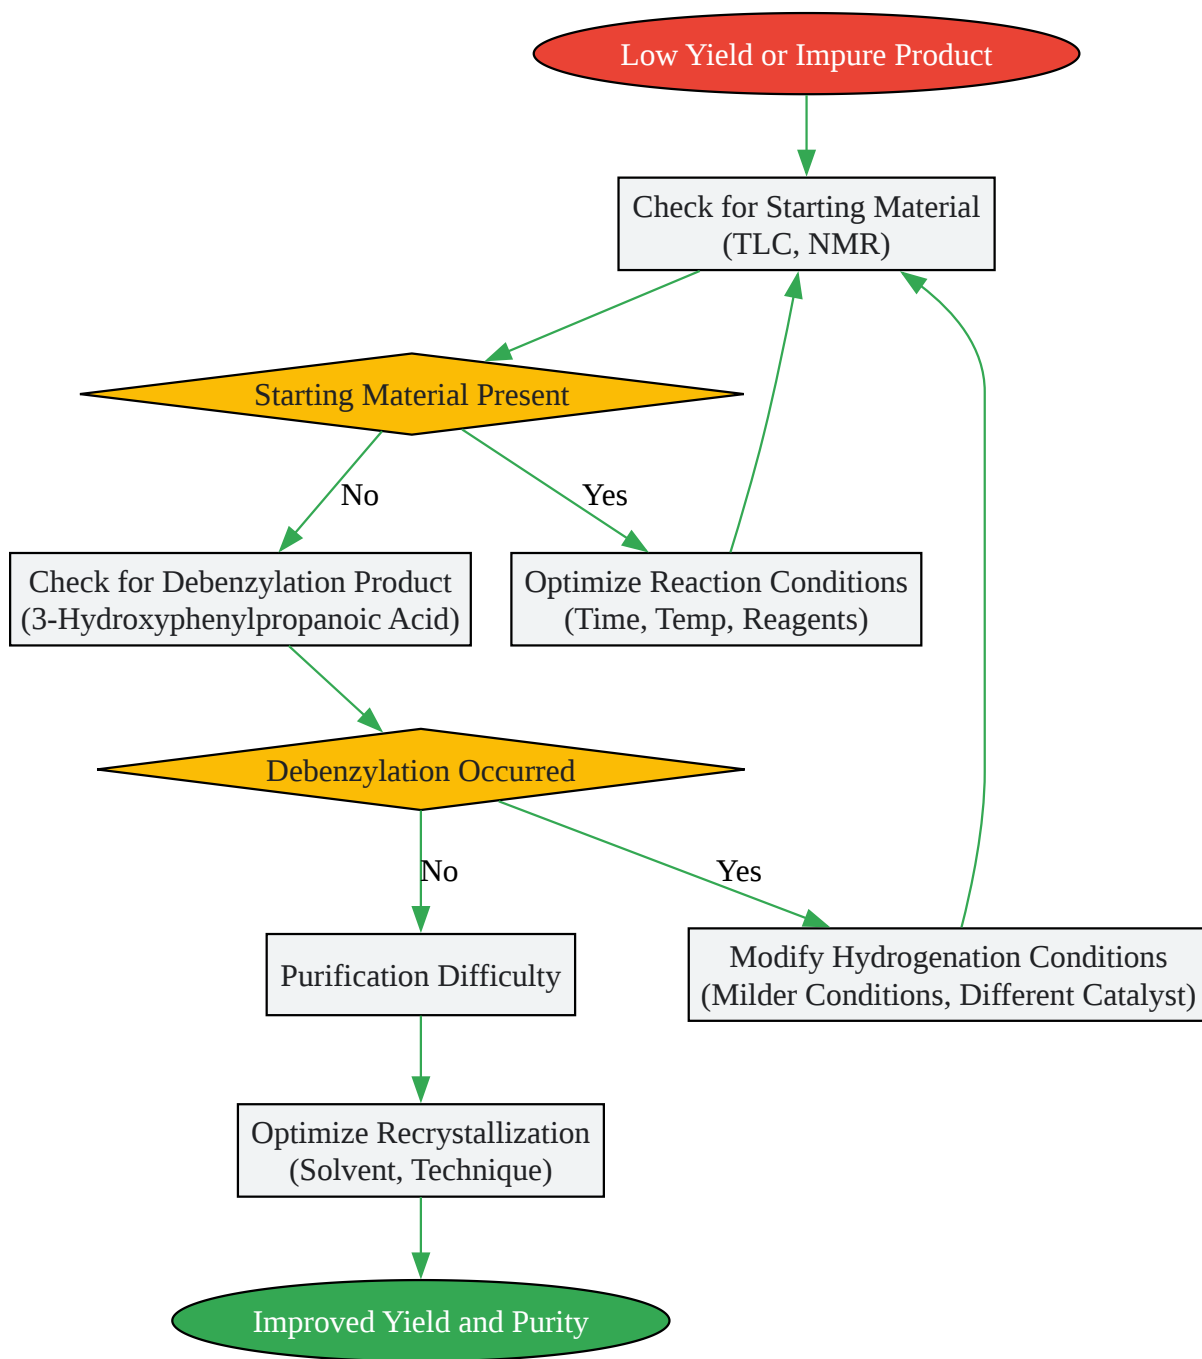 Low Yield or Impure Product
Check for Starting Material
(TLC, NMR)
Starting Material Present
No
Yes
Check for Debenzylation Product
(3-Hydroxyphenylpropanoic Acid)
Optimize Reaction Conditions
(Time, Temp, Reagents)
Debenzylation Occurred
No
Yes
Purification Difficulty
Modify Hydrogenation Conditions
(Milder Conditions, Different Catalyst)
Optimize Recrystallization
(Solvent, Technique)
Improved Yield and Purity